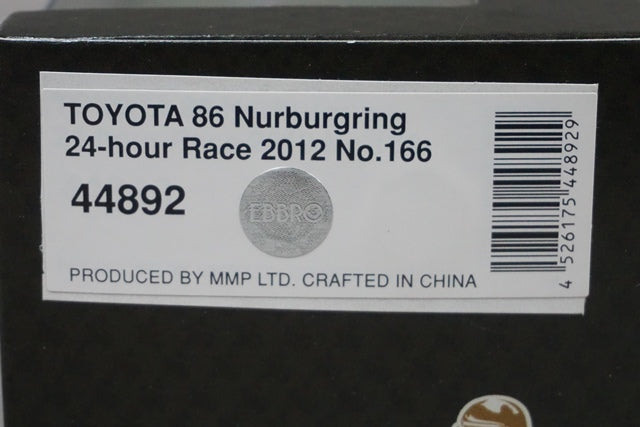 TOYOTA 86 Nurburgring
24-hour Race 2012 No.166
44892
EBBRO
PRODUCED BY MMP LTD. CRAFTED IN CHINA
4 526175 448929